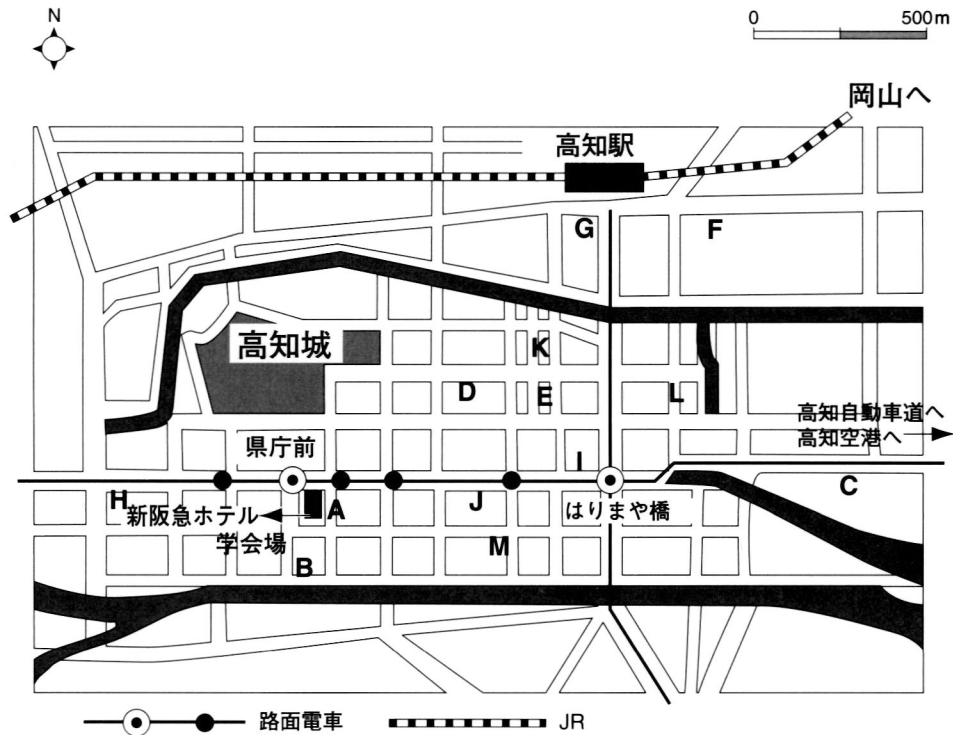 N
0 500m
岡山へ
高知駅
G F
高知城
K
D E L
高知自動車道へ
高知空港へ
県庁前
I
H
新阪急ホテル
学会場
A
J
はりまや橋
C
B
M
路面電車
JR